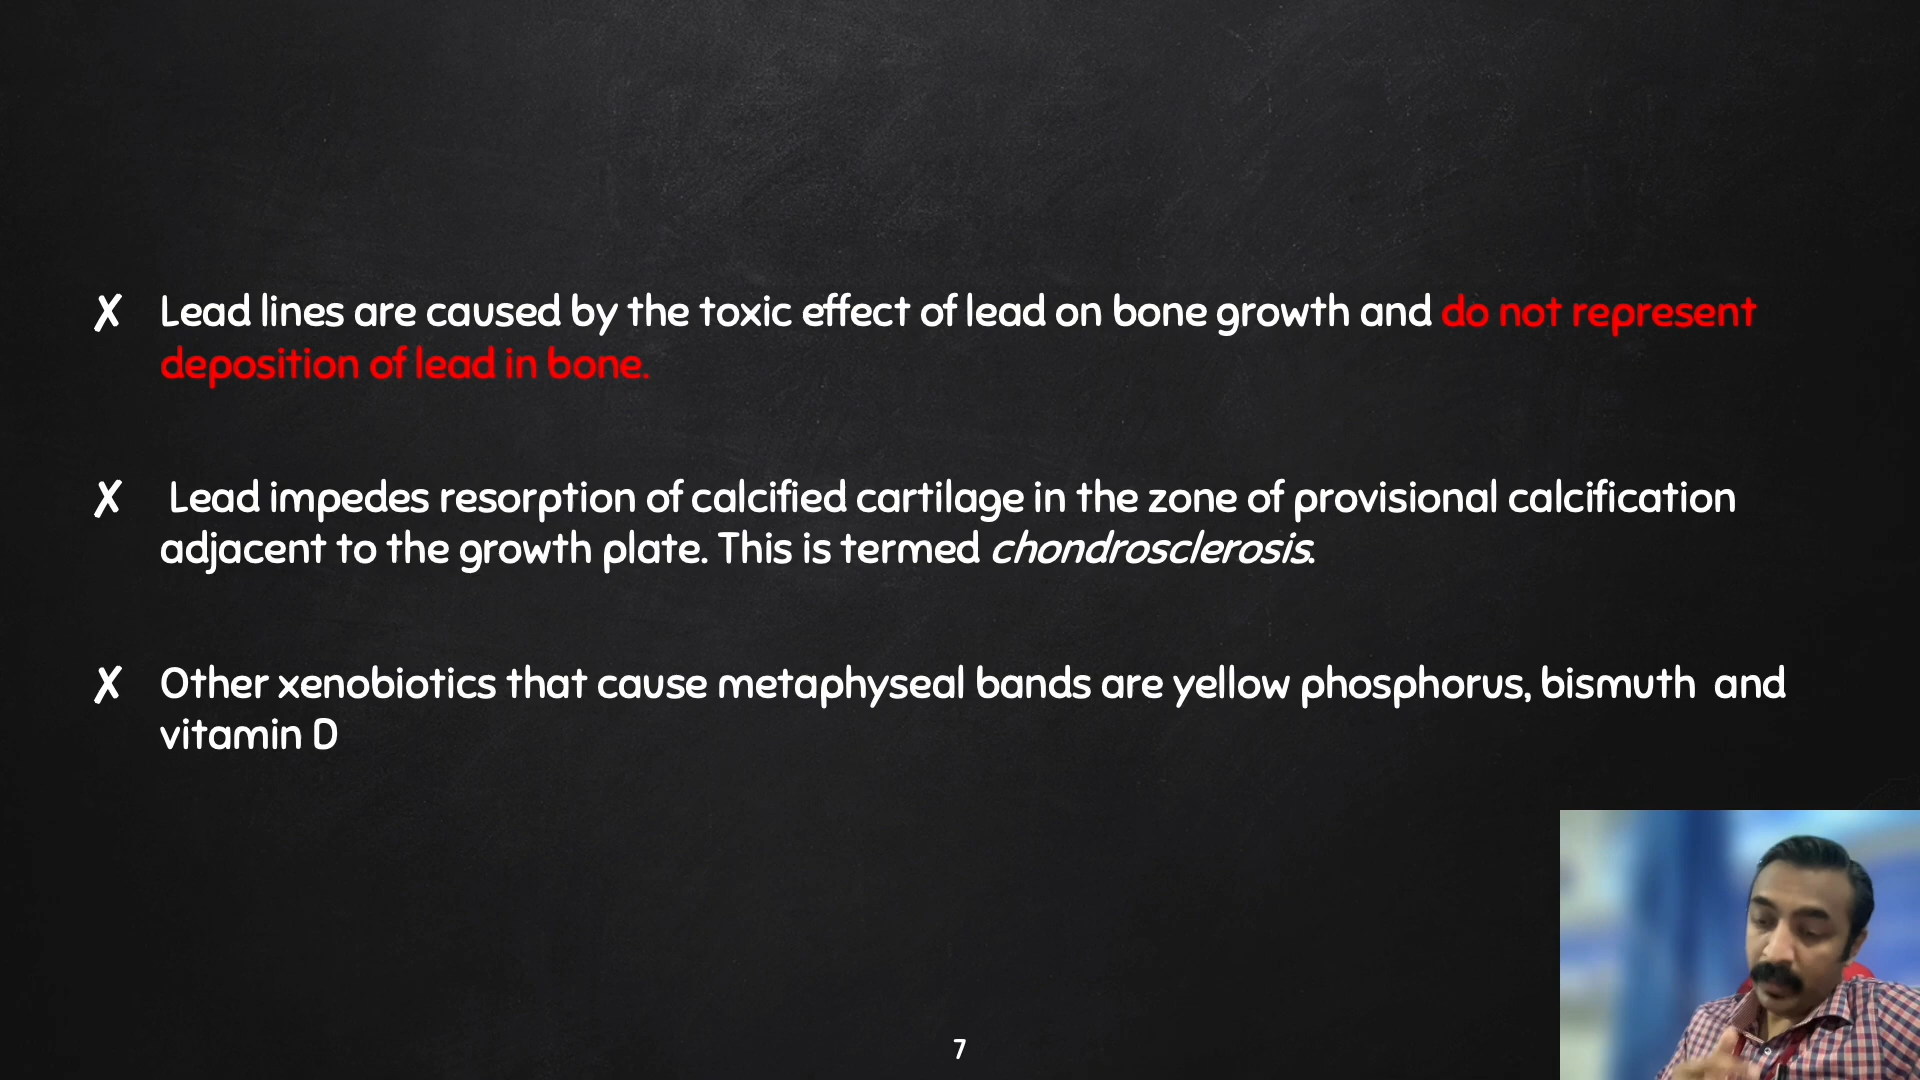 ✗ Lead lines are caused by the toxic effect of lead on bone growth and do not represent
deposition of lead in bone.
✗ Lead impedes resorption of calcified cartilage in the zone of provisional calcification
adjacent to the growth plate. This is termed chondrosclerosis.
✗ Other xenobiotics that cause metaphyseal bands are yellow phosphorus, bismuth and
vitamin D
7